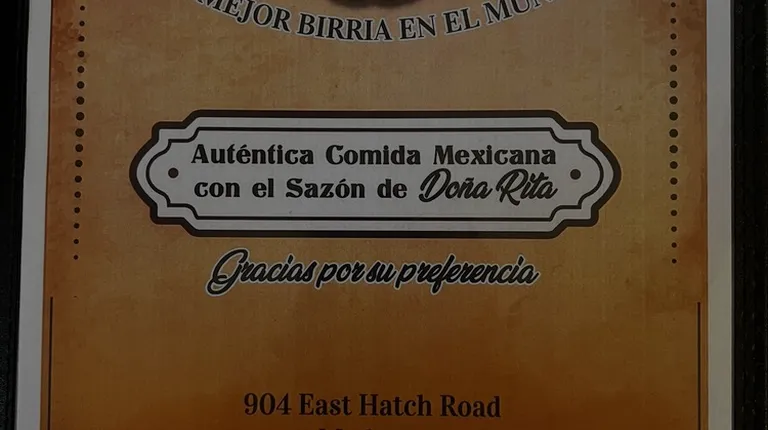 MEJOR BIRRIA EN EL
Auténtica Comida Mexicana
con el Sazón de Doña Rita
Gracias por su preferencia
904 East Hatch Road